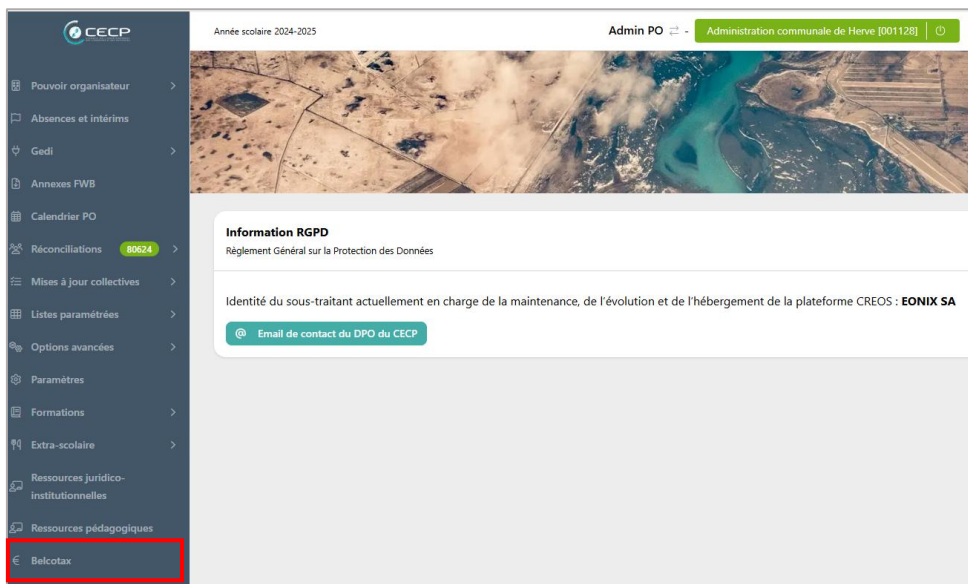 CECP
Année scolaire 2024-2025
Admin PO ⇄ -
Administration communale de Herve [001128]
Pouvoir organisateur
Absences et intérims
Gedi
Annexes FWB
Calendrier PO
Réconciliations 80624
Mises à jour collectives
Listes paramétrées
Options avancées
Paramètres
Formations
Extra-scolaire
Ressources juridico-
institutionnelles
Ressources pédagogiques
€ Belcotax
Information RGPD
Règlement Général sur la Protection des Données
Identité du sous-traitant actuellement en charge de la maintenance, de l'évolution et de l'hébergement de la plateforme CREOS : EONIX SA
@ Email de contact du DPO du CECP